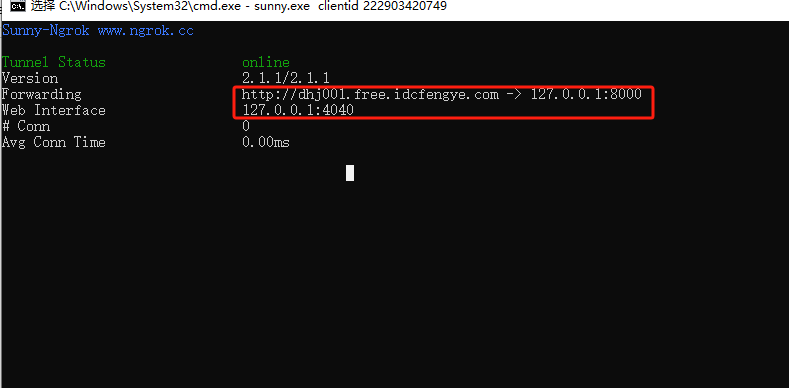 选择 C:\Windows\System32\cmd.exe - sunny.exe clientid 222903420749
Sunny-Ngrok www.ngrok.cc
Tunnel Status online
Version 2.1.1/2.1.1
Forwarding http://dhj001.free.idcfengye.com -> 127.0.0.1:8000
Web Interface 127.0.0.1:4040
# Conn 0
Avg Conn Time 0.00ms